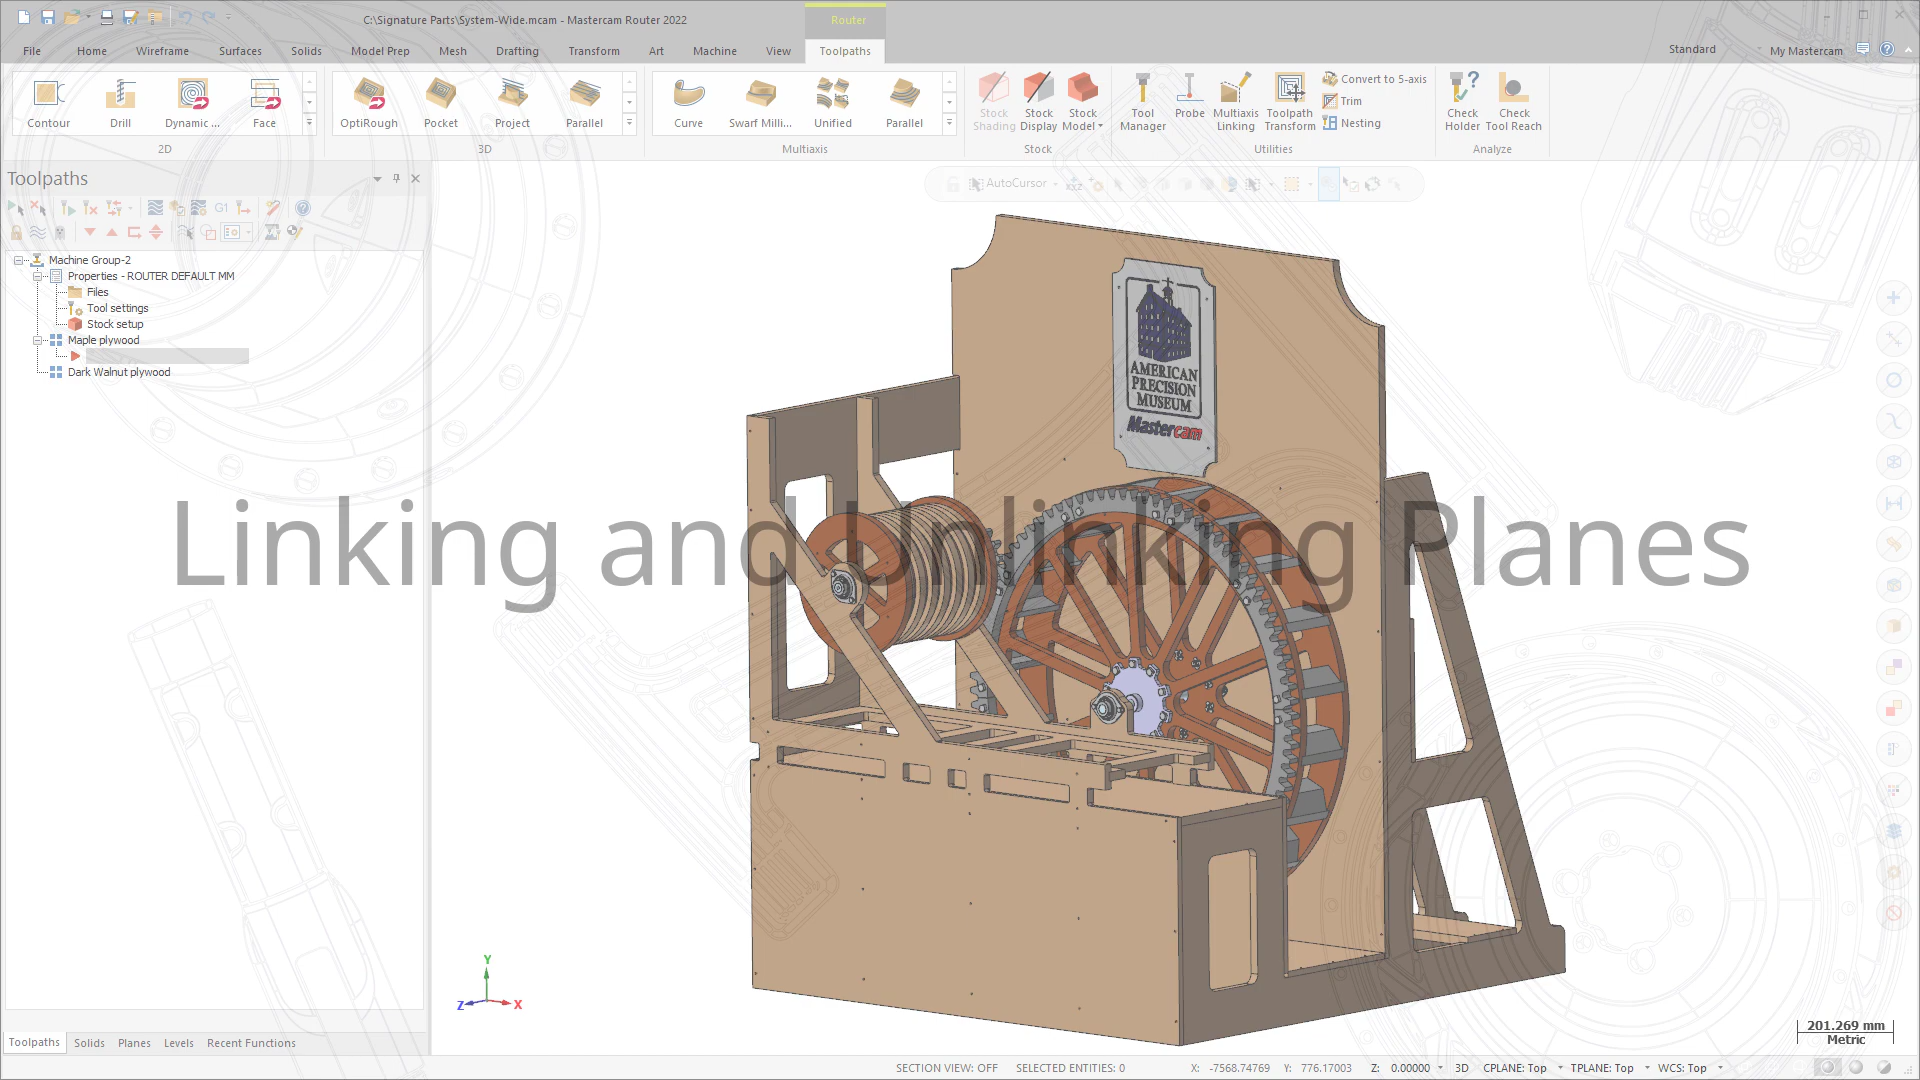 C:\Signature Parts\System-Wide.mcam - Mastercam Router 2022
Router
File Home Wireframe Surfaces Solids Model Prep Mesh Drafting Transform Art Machine View Toolpaths
Standard My Mastercam
Contour Drill Dynamic ... Face
2D
OptiRough Pocket Project Parallel
3D
Curve Swarf Milli... Unified Parallel
Multiaxis
Stock Shading
Stock Display
Stock Model
Stock
Tool Manager
Probe
Multiaxis Linking
Toolpath Transform
Convert to 5-axis
Trim
Nesting
Utilities
Check Holder
Check Tool Reach
Analyze
Toolpaths
AutoCursor
G1
Machine Group-2
Properties - ROUTER DEFAULT MM
Files
Tool settings
Stock setup
Maple plywood
Dark Walnut plywood
AMERICAN
PRECISION
MUSEUM
Mastercam
Linking and Unlinking Planes
Y
Z X
201.269 mm
Metric
Toolpaths Solids Planes Levels Recent Functions
SECTION VIEW: OFF SELECTED ENTITIES: 0 X: -7568.74769 Y: 776.17003 Z: 0.00000 3D CPLANE: Top TPLANE: Top WCS: Top